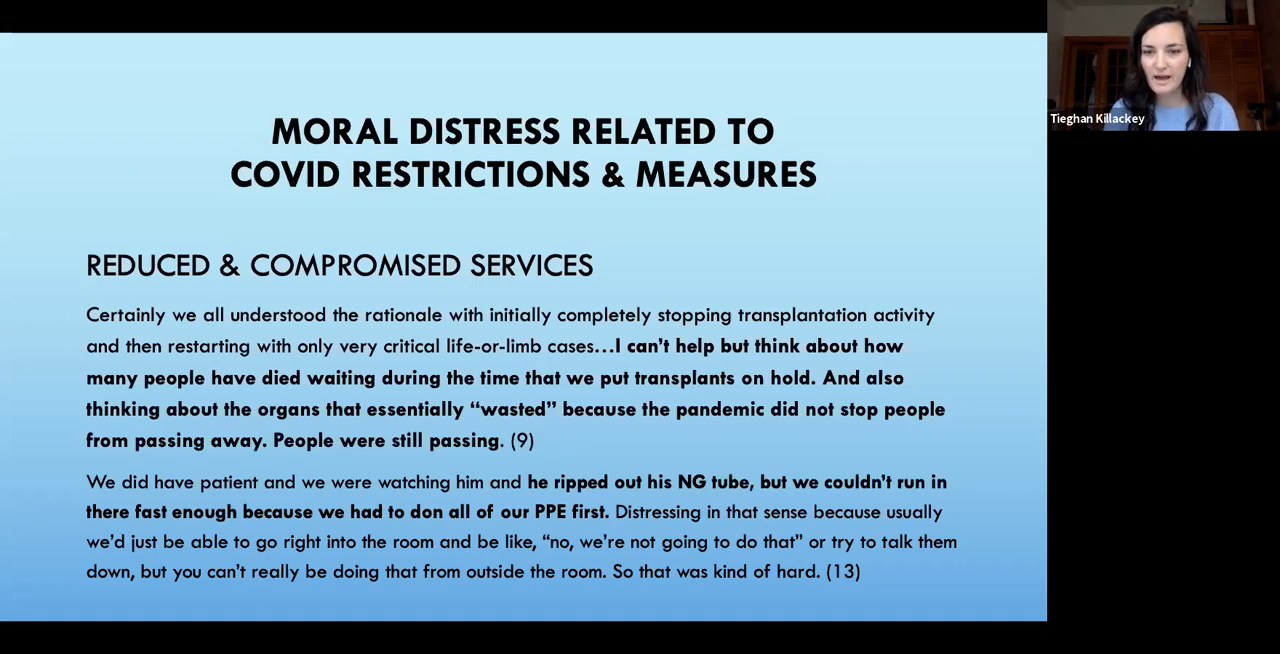 MORAL DISTRESS RELATED TO
COVID RESTRICTIONS & MEASURES
REDUCED & COMPROMISED SERVICES
Certainly we all understood the rationale with initially completely stopping transplantation activity
and then restarting with only very critical life-or-limb cases…I can't help but think about how
many people have died waiting during the time that we put transplants on hold. And also
thinking about the organs that essentially “wasted” because the pandemic did not stop people
from passing away. People were still passing. (9)
We did have patient and we were watching him and he ripped out his NG tube, but we couldn't run in
there fast enough because we had to don all of our PPE first. Distressing in that sense because usually
we'd just be able to go right into the room and be like, “no, we're not going to do that” or try to talk them
down, but you can't really be doing that from outside the room. So that was kind of hard. (13)
Tieghan Killackey